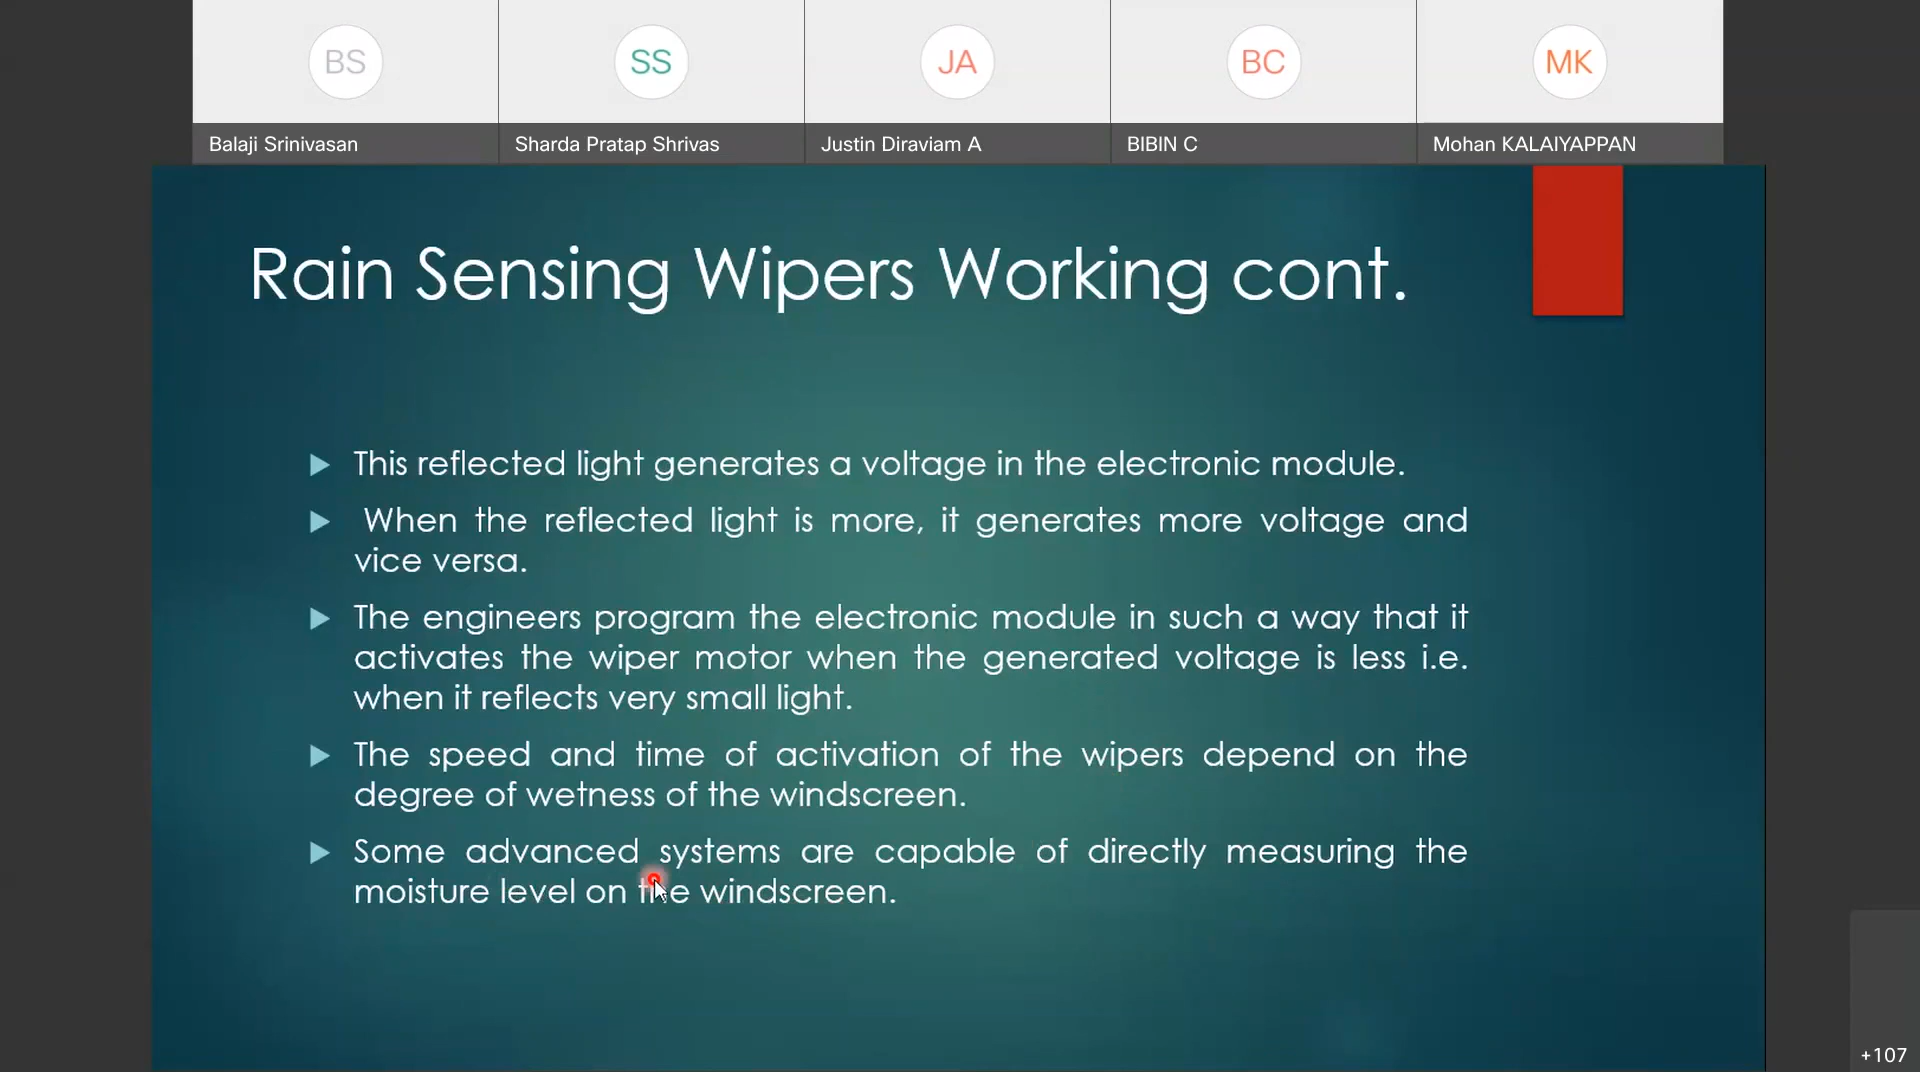 BS
SS
JA
BC
MK
Balaji Srinivasan
Sharda Pratap Shrivas
Justin Diraviam A
BIBIN C
Mohan KALAIYAPPAN
Rain Sensing Wipers Working cont.
This reflected light generates a voltage in the electronic module.
When the reflected light is more, it generates more voltage and
vice versa.
The engineers program the electronic module in such a way that it
activates the wiper motor when the generated voltage is less i.e.
when it reflects very small light.
The speed and time of activation of the wipers depend on the
degree of wetness of the windscreen.
Some advanced systems are capable of directly measuring the
moisture level on the windscreen.
+107